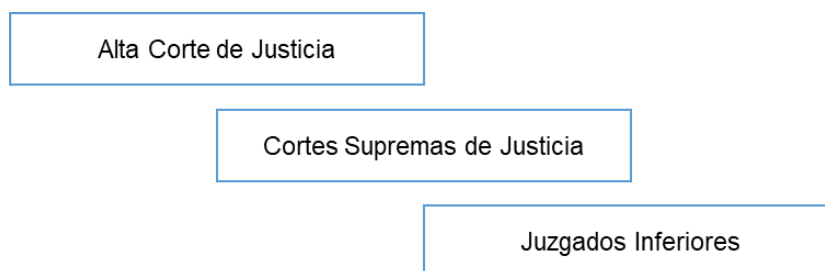 Alta Corte de Justicia
Cortes Supremas de Justicia
Juzgados Inferiores